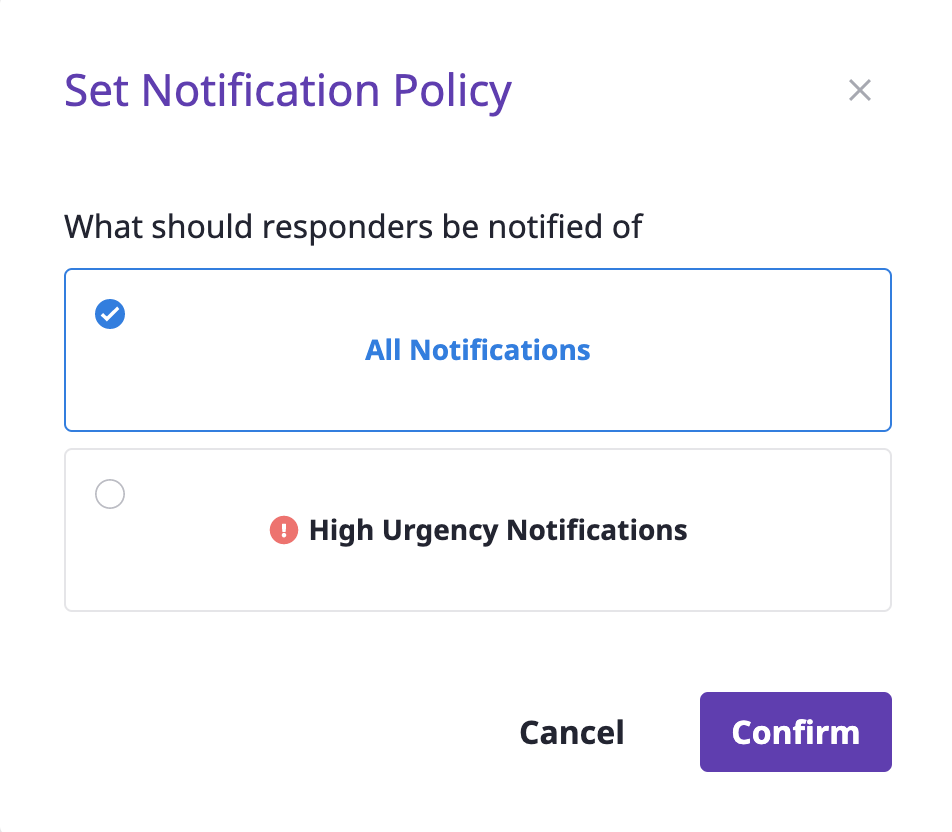 Set Notification Policy
What should responders be notified of
All Notifications
High Urgency Notifications
Cancel
Confirm